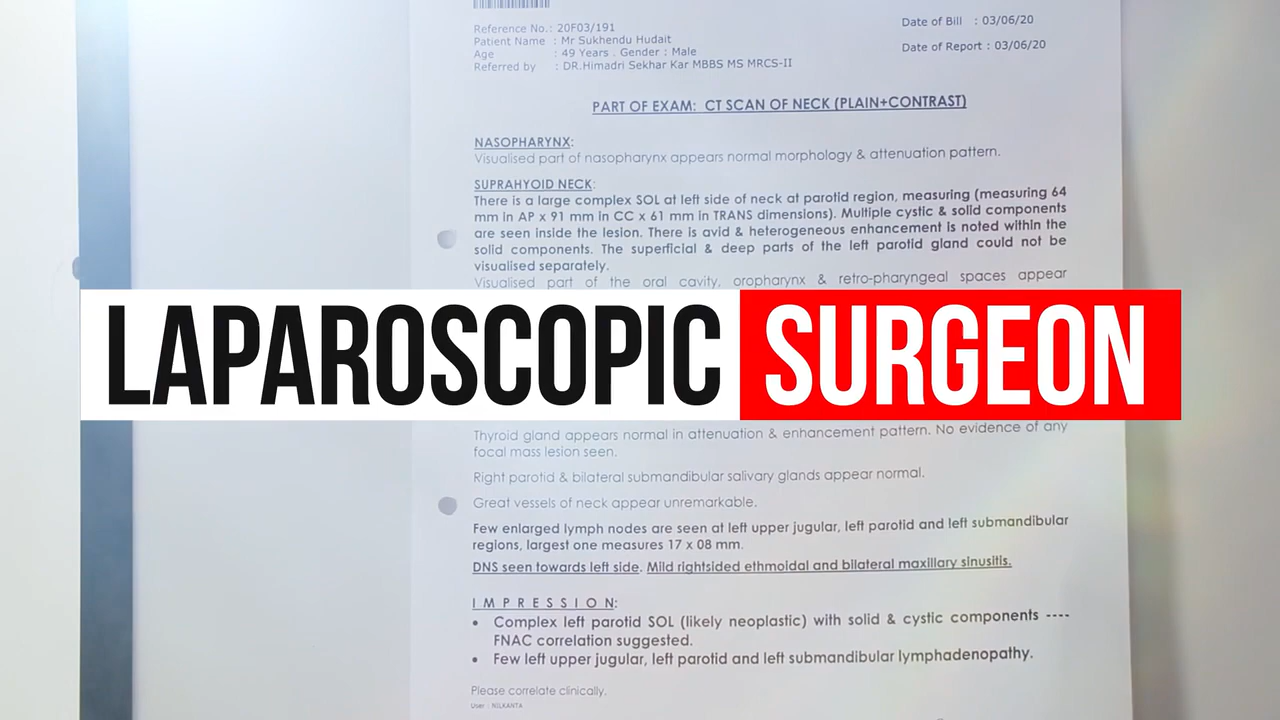 Reference No.: 20F03/191
Date of Bill : 03/06/20
Patient Name : Mr Sukhendu Hudait
Age : 49 Years . Gender : Male
Date of Report : 03/06/20
Referred by : DR.Himadri Sekhar Kar MBBS MS MRCS-II
PART OF EXAM: CT SCAN OF NECK (PLAIN+CONTRAST)
NASOPHARYNX:
Visualised part of nasopharynx appears normal morphology & attenuation pattern.
SUPRAHYOID NECK:
There is a large complex SOL at left side of neck at parotid region, measuring (measuring 64
mm in AP x 91 mm in CC x 61 mm in TRANS dimensions). Multiple cystic & solid components
are seen inside the lesion. There is avid & heterogeneous enhancement is noted within the
solid components. The superficial & deep parts of the left parotid gland could not be
visualised separately.
Visualised part of the oral cavity, oropharynx & retro-pharyngeal spaces appear
LAPAROSCOPIC SURGEON
Thyroid gland appears normal in attenuation & enhancement pattern. No evidence of any
focal mass lesion seen.
Right parotid & bilateral submandibular salivary glands appear normal.
Great vessels of neck appear unremarkable.
Few enlarged lymph nodes are seen at left upper jugular, left parotid and left submandibular
regions, largest one measures 17 x 08 mm.
DNS seen towards left side. Mild rightsided ethmoidal and bilateral maxillary sinusitis.
I M P R E S S I O N:
• Complex left parotid SOL (likely neoplastic) with solid & cystic components ----
FNAC correlation suggested.
• Few left upper jugular, left parotid and left submandibular lymphadenopathy.
Please correlate clinically.
User : NILKANTA